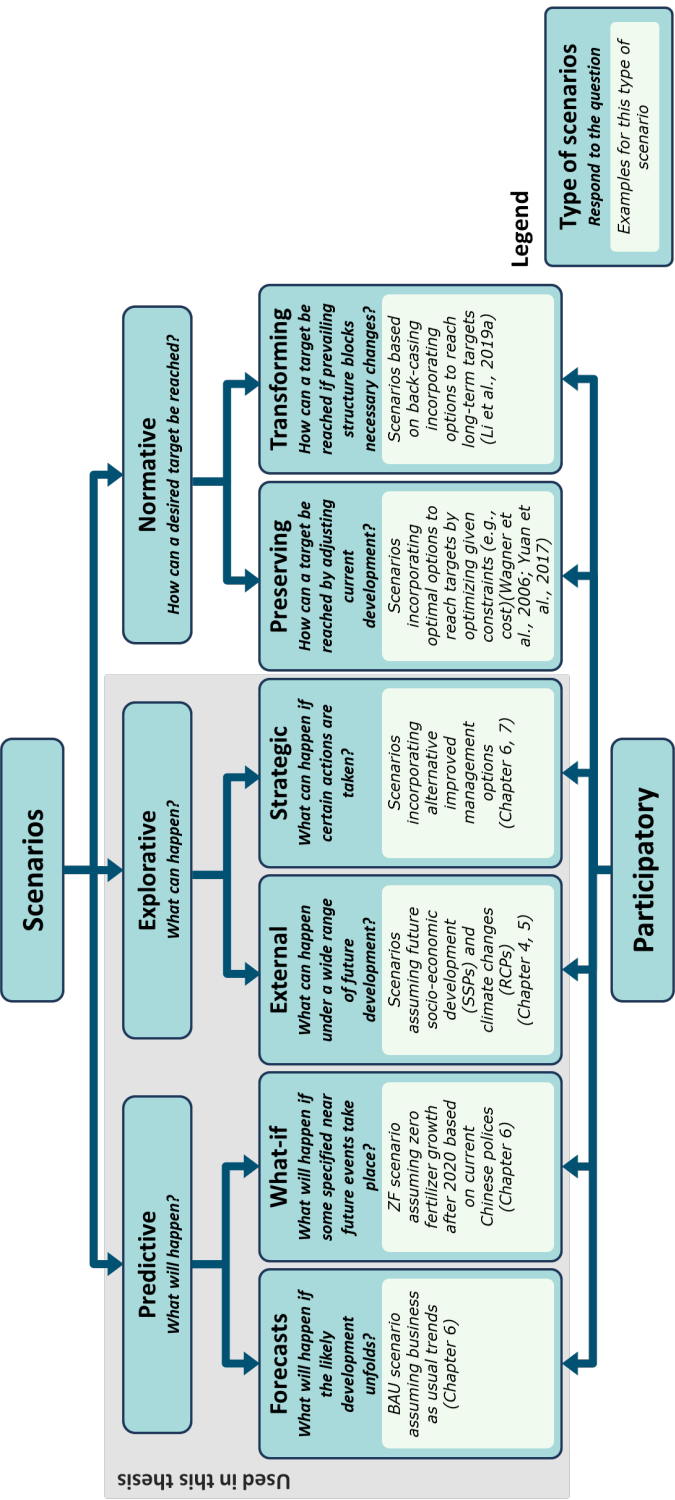 Scenarios
Predictive
What will happen?
Explorative
What can happen?
Normative
How can a desired target be reached?
Forecasts
What will happen if
the likely
development
unfolds?
BAU scenario
assuming business
as usual trends
(Chapter 6)
What-if
What will happen if
some specified near
future events take
place?
ZF scenario
assuming zero
fertilizer growth
after 2020 based
on current
Chinese polices
(Chapter 6)
External
What can happen
under a wide range
of future
development?
Scenarios
assuming future
socio-economic
development
(SSPs) and
climate changes
(RCPs)
(Chapter 4, 5)
Strategic
What can happen if
certain actions are
taken?
Scenarios
incorporating
alternative
improved
management
options
(Chapter 6, 7)
Preserving
How can a target be
reached by adjusting
current
development?
Scenarios
incorporating
optimal options to
reach targets by
optimizing given
constraints (e.g.,
cost)(Wagner et
al., 2006; Yuan et
al., 2017)
Transforming
How can a target be
reached if prevailing
structure blocks
necessary changes?
Scenarios based
on back-casing
incorporating
options to reach
long-term targets
(Li et al., 2019a)
Used in this thesis
Participatory
Legend
Type of scenarios
Respond to the question
Examples for this type of
scenario